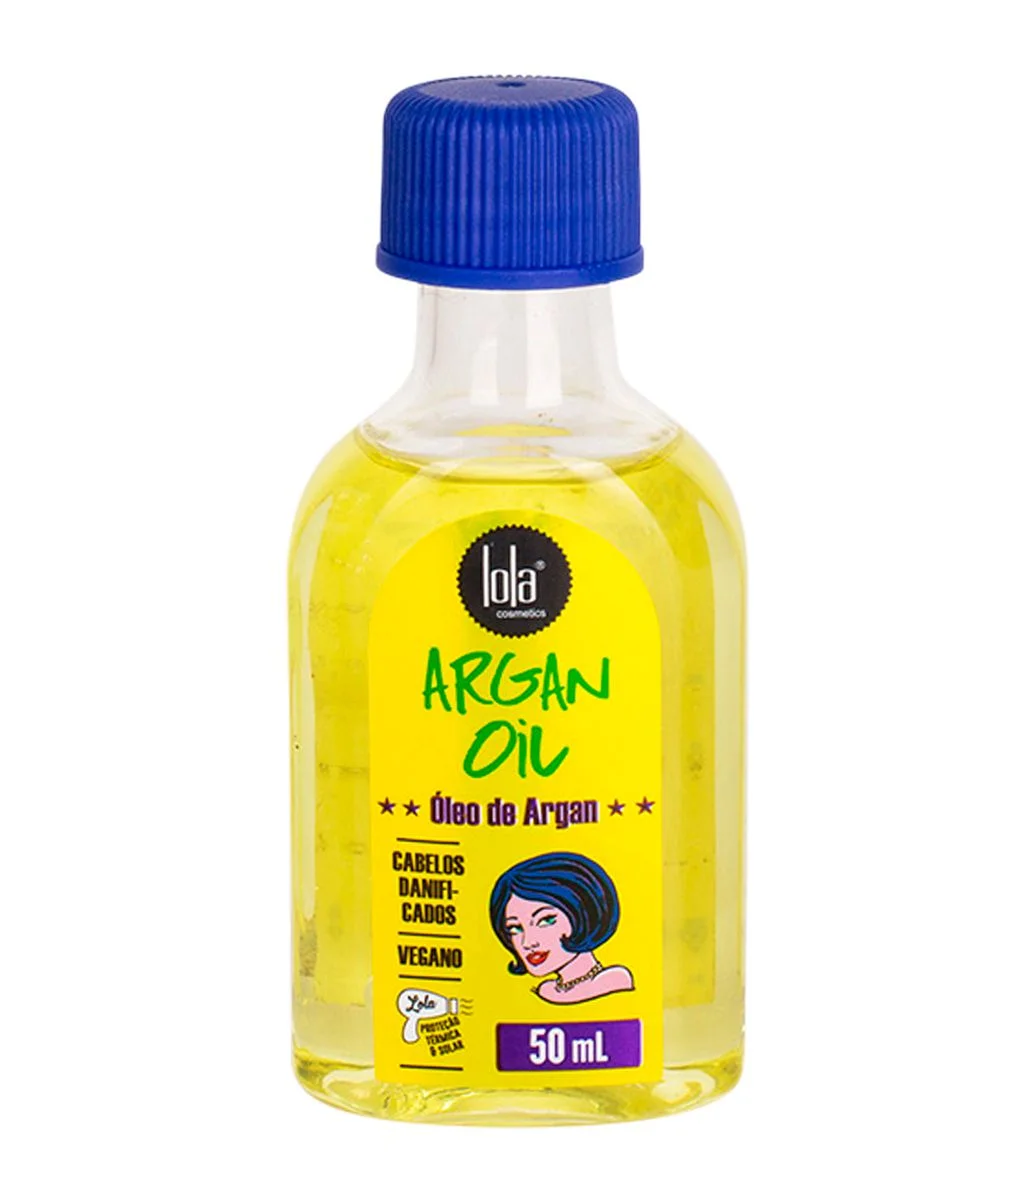 lola®
cosmetics
ARGAN
OiL
Óleo de Argan
CABELOS
DANIFI-
CADOS
VEGANO
Lola
PROTEÇÃO
TÉRMICA
& SOLAR
50 mL